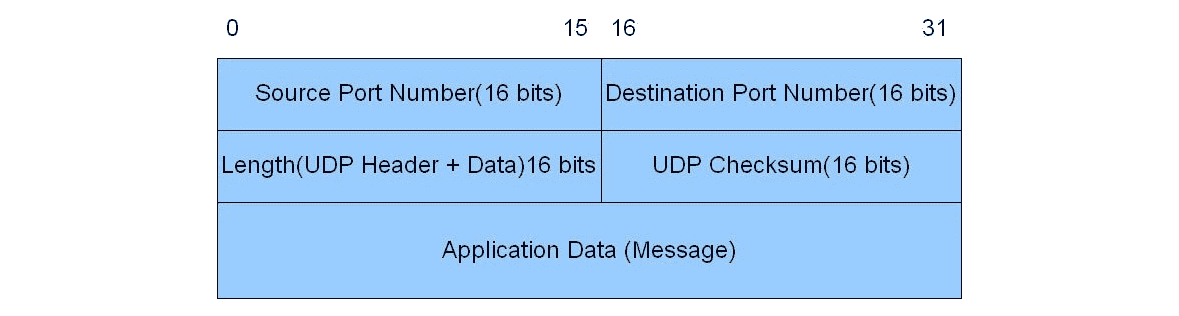 0 15 16 31
Source Port Number(16 bits) Destination Port Number(16 bits)
Length(UDP Header + Data)16 bits UDP Checksum(16 bits)
Application Data (Message)